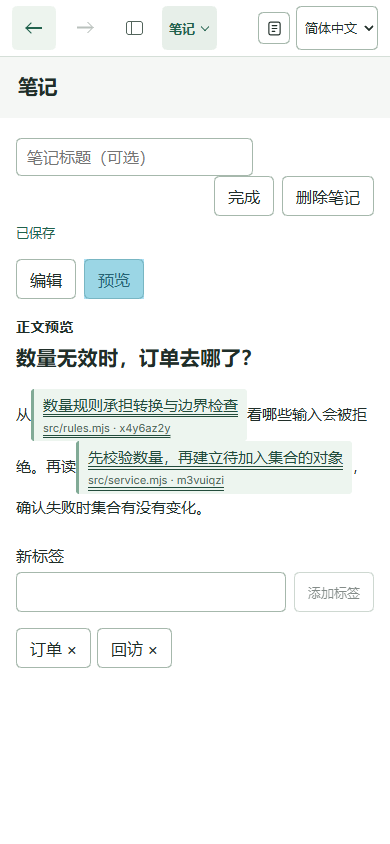 笔记
简体中文
笔记
笔记标题（可选）
完成
删除笔记
已保存
编辑
预览
正文预览
数量无效时，订单去哪了？
从 数量规则承担转换与边界检查 看哪些输入会被拒
src/rules.mjs · x4y6az2y
绝。再读 先校验数量，再建立待加入集合的对象 ，
src/service.mjs · m3vuiqzi
确认失败时集合有没有变化。
新标签
添加标签
订单 ×
回访 ×